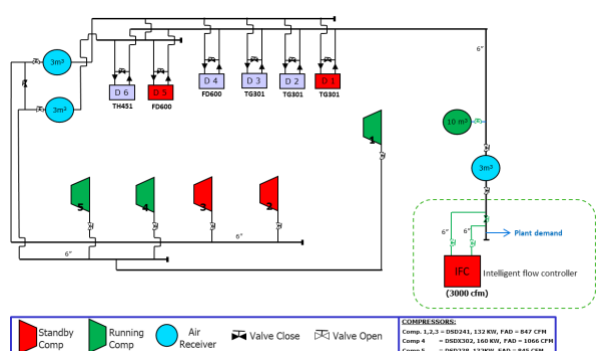 3m³
3m³
D 6
TH451
D 5
FD600
D 4
FD600
D 3
TG301
D 2
TG301
D 1
TG301
6"
1
10 m³
3m³
5
4
3
2
6"
6"
6"
6"
Plant demand
IFC
(3000 cfm)
Intelligent flow controller
Standby Comp
Running Comp
Air Receiver
Valve Close
Valve Open
COMPRESSORS:
Comp. 1,2,3 = DSD241, 132 KW, FAD = 847 CFM
Comp 4 = DSDX302, 160 KW, FAD = 1066 CFM